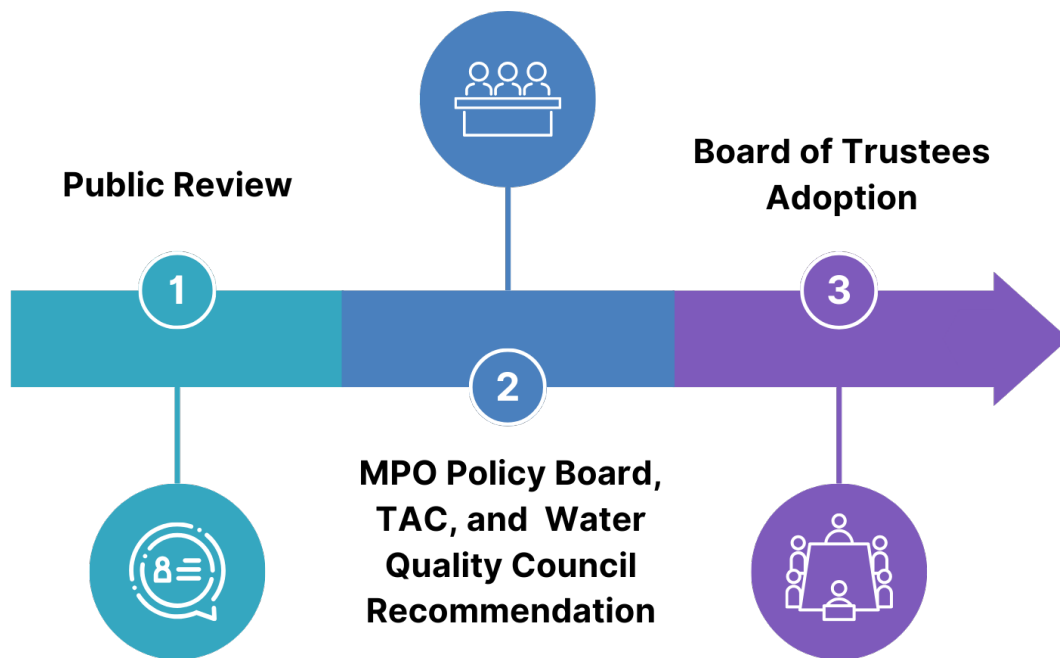 Public Review
1
2
MPO Policy Board,
TAC, and Water
Quality Council
Recommendation
Board of Trustees
Adoption
3